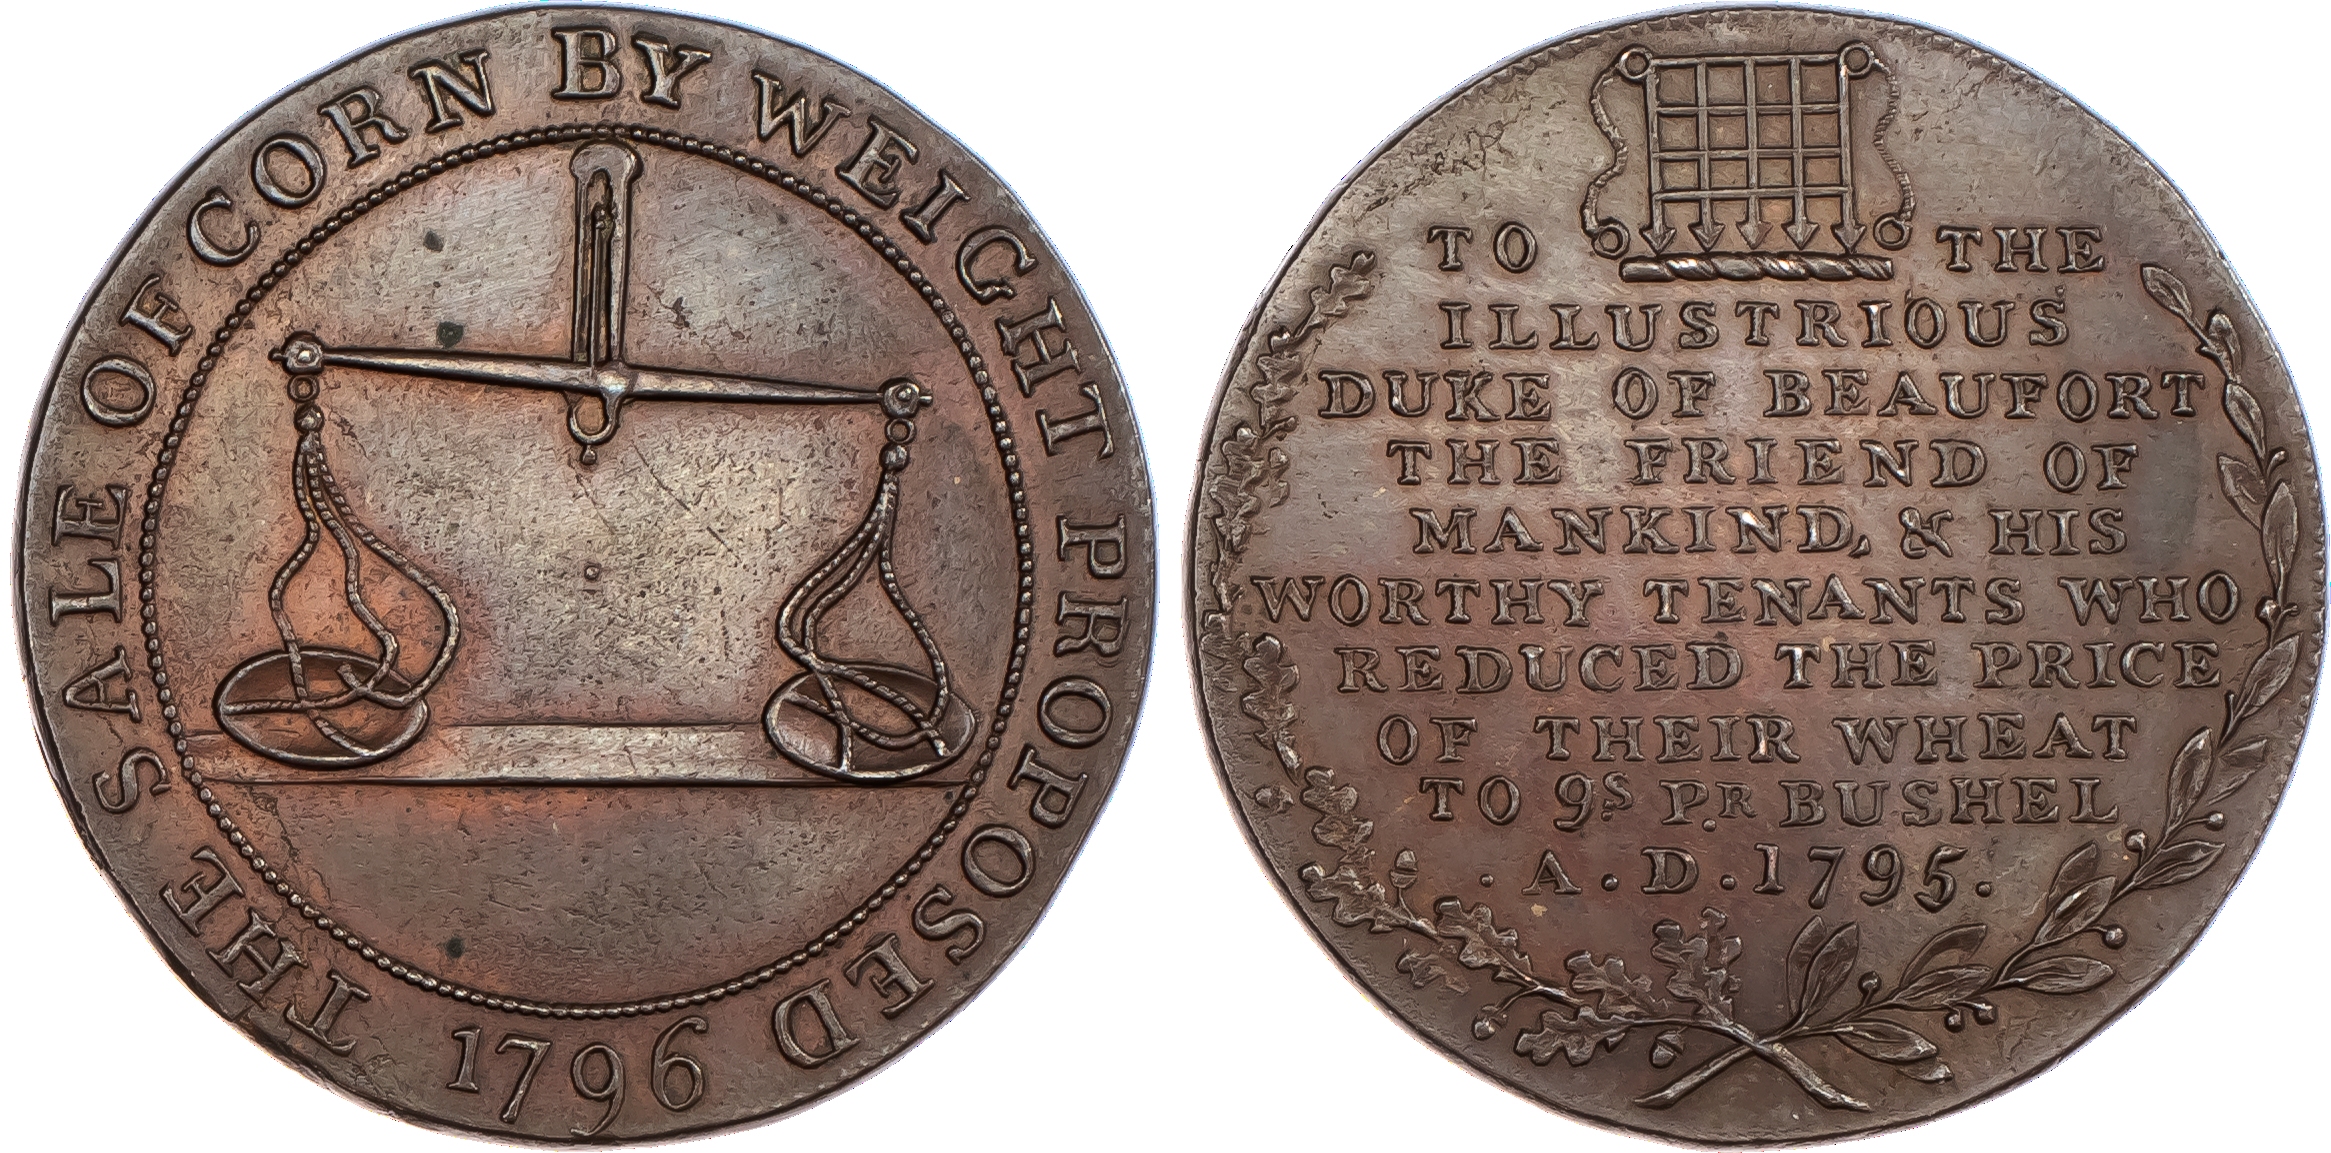 THE SALE OF CORN BY WEIGHT PROPOSED
1796
TO THE
ILLUSTRIOUS
DUKE OF BEAUFORT
THE FRIEND OF
MANKIND, & HIS
WORTHY TENANTS WHO
REDUCED THE PRICE
OF THEIR WHEAT
TO 9S. PR BUSHEL
. A . D . 1795 .